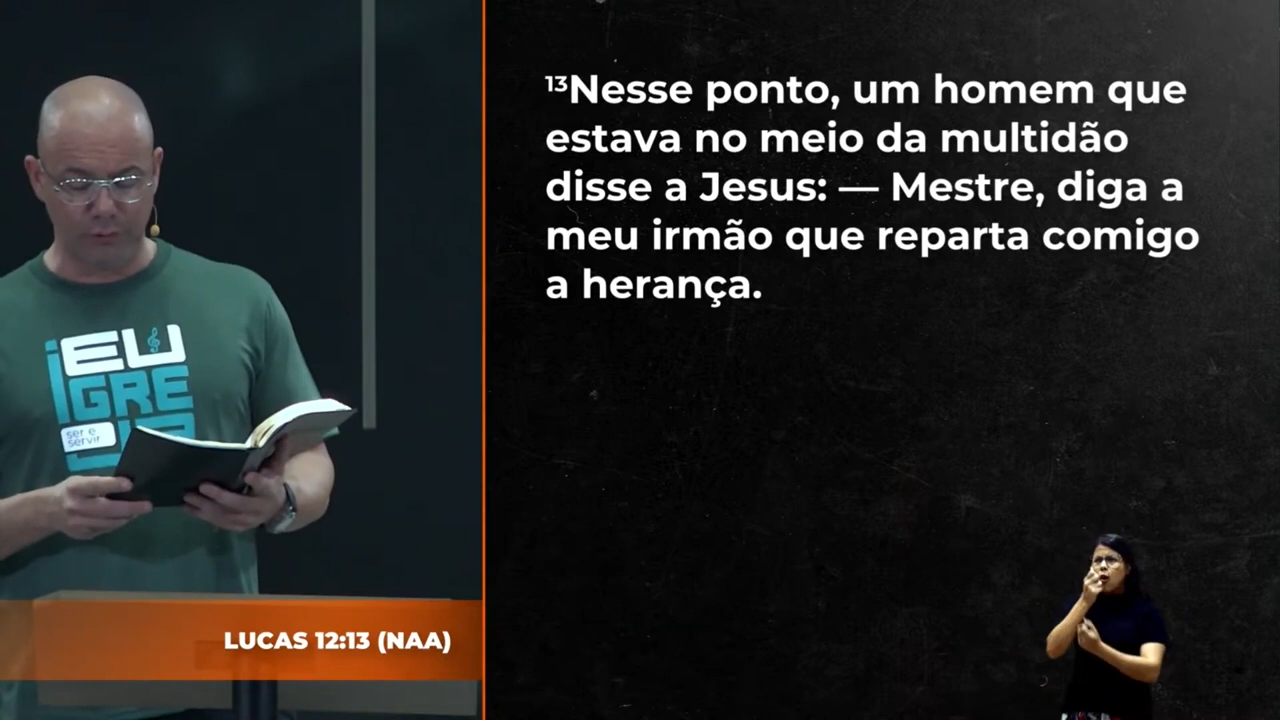 ¹³Nesse ponto, um homem que
estava no meio da multidão
disse a Jesus: — Mestre, diga a
meu irmão que reparta comigo
a herança.
iEU
IGRE
ser e
servir
LUCAS 12:13 (NAA)